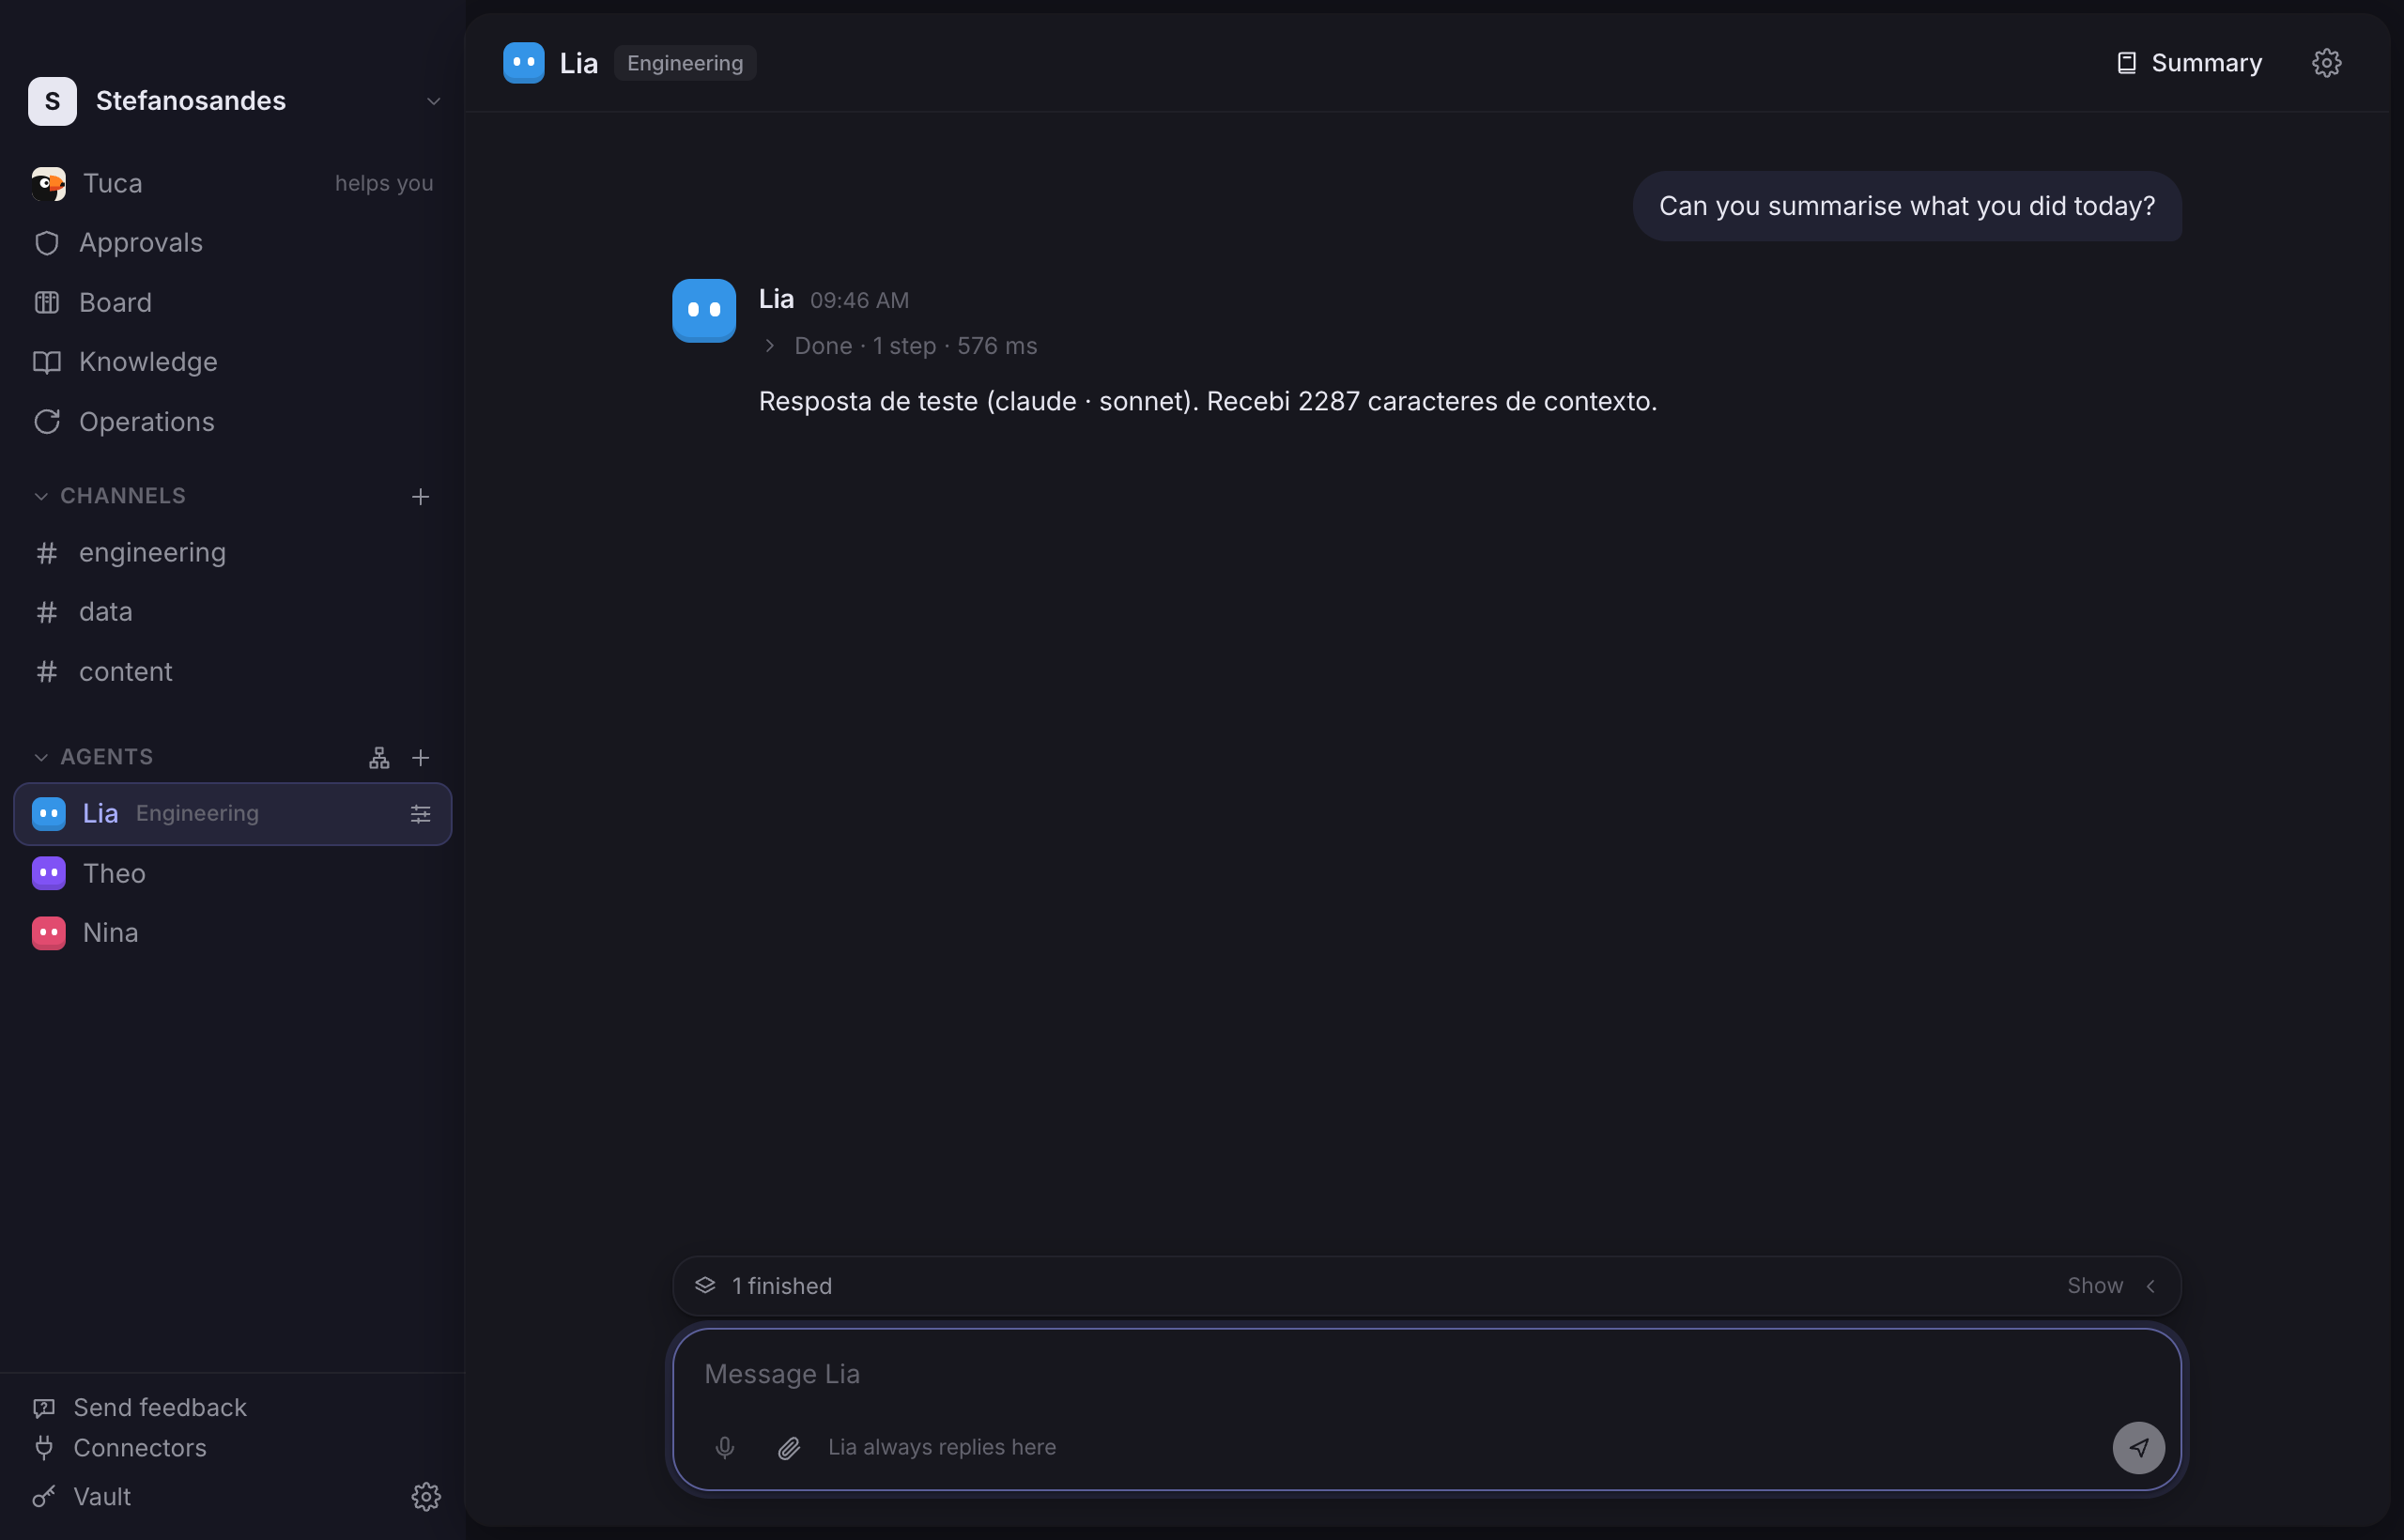 S Stefanosandes
Tuca helps you
Approvals
Board
Knowledge
Operations
CHANNELS
# engineering
# data
# content
AGENTS
Lia Engineering
Theo
Nina
Send feedback
Connectors
Vault
Lia Engineering
Summary
Can you summarise what you did today?
Lia 09:46 AM
Done · 1 step · 576 ms
Resposta de teste (claude · sonnet). Recebi 2287 caracteres de contexto.
1 finished
Show
Message Lia
Lia always replies here